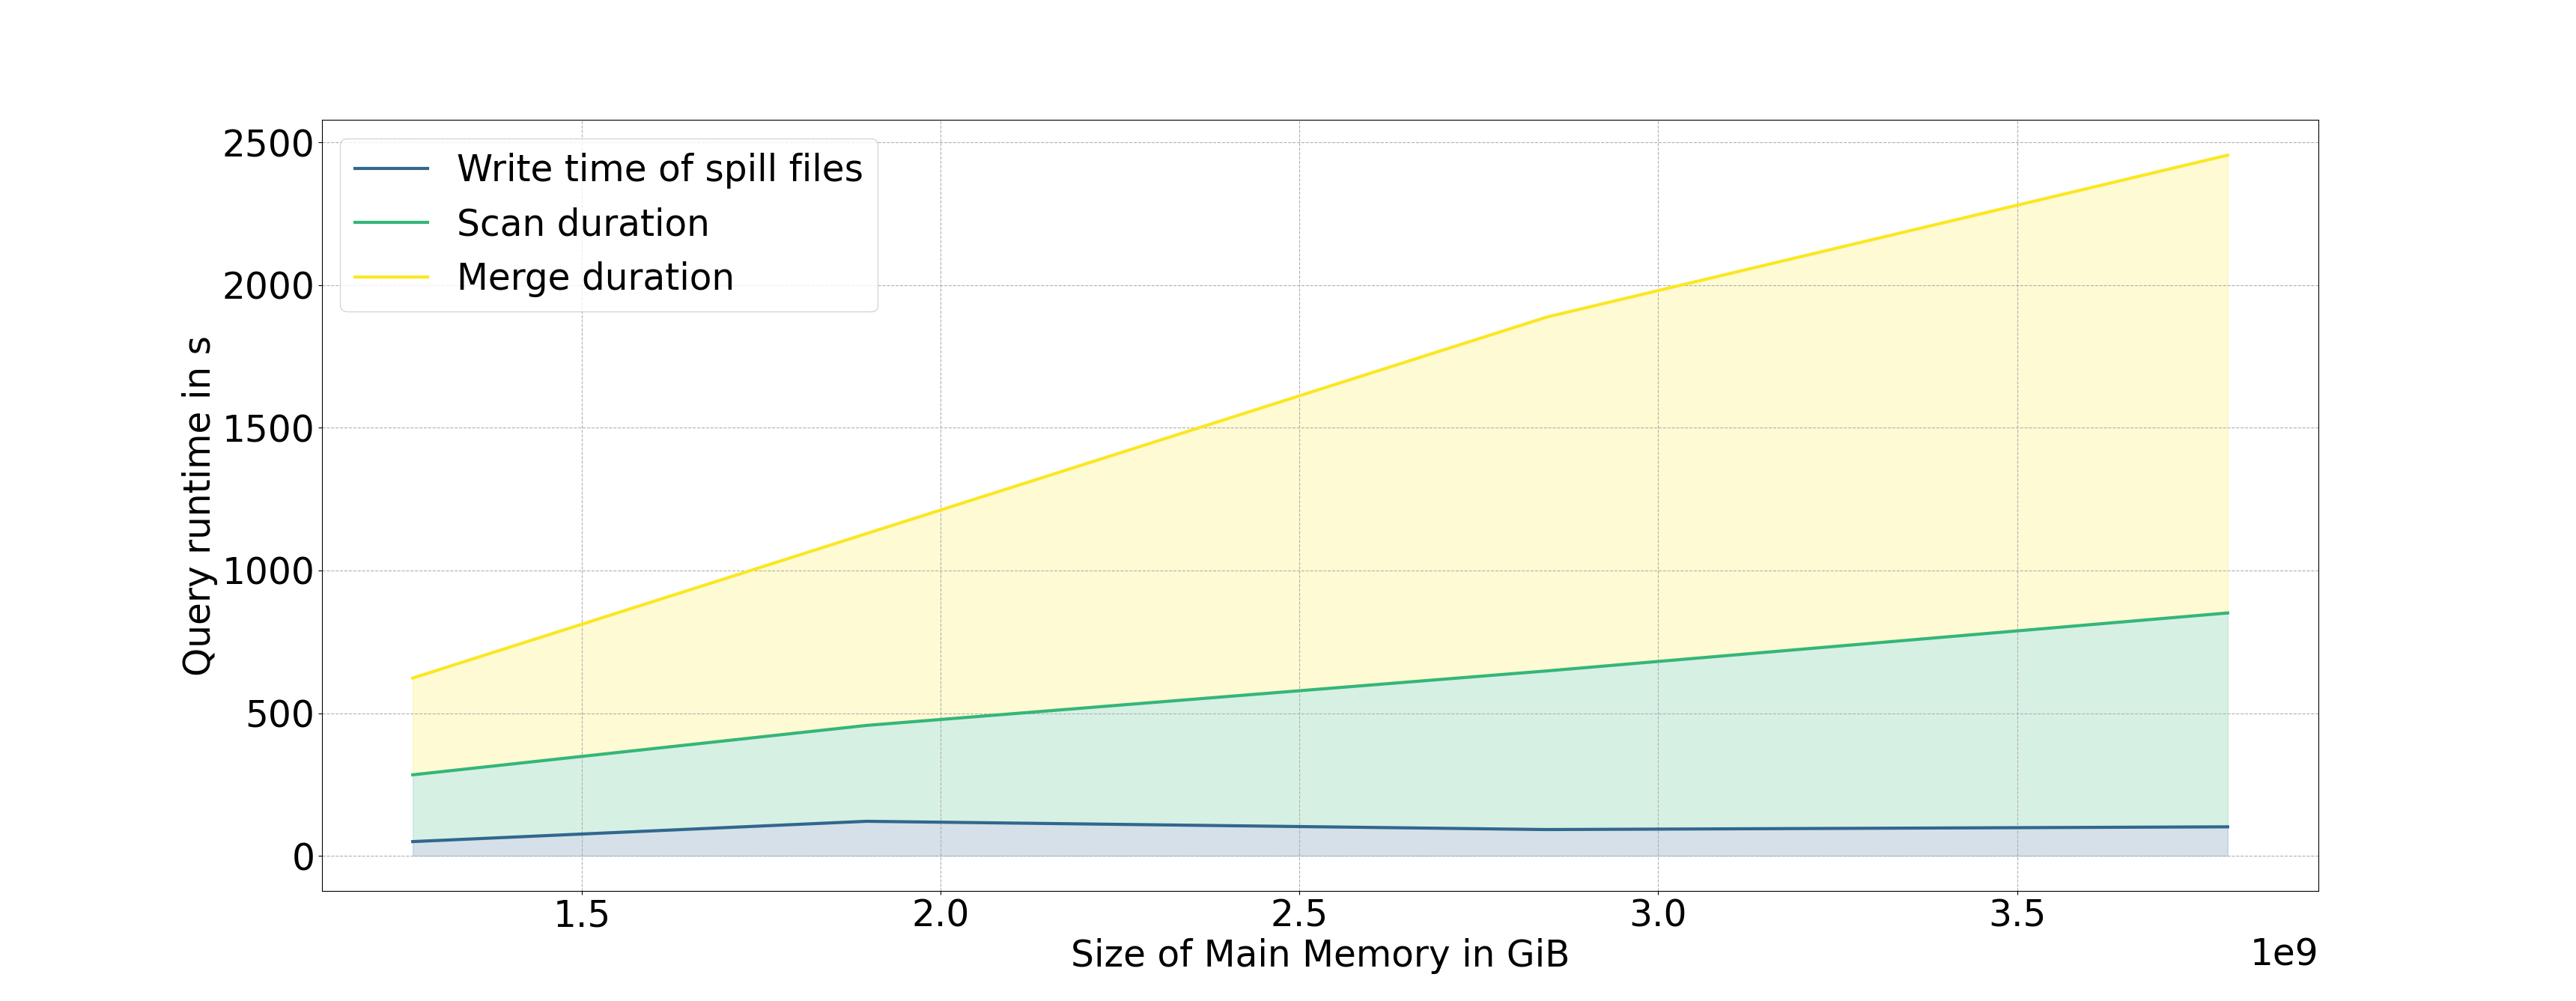 Write time of spill files
Scan duration
Merge duration
2500
2000
1500
1000
500
0
Query runtime in s
1.5 2.0 2.5 3.0 3.5
Size of Main Memory in GiB
1e9